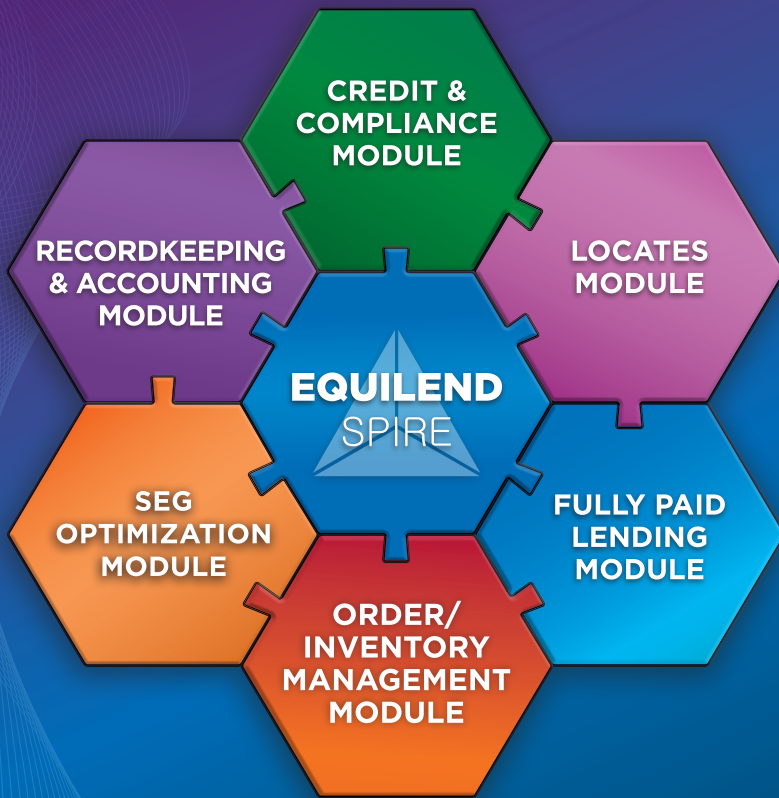 CREDIT &
COMPLIANCE
MODULE
RECORDKEEPING
& ACCOUNTING
MODULE
LOCATES
MODULE
EQUILEND
SPIRE
SEG
OPTIMIZATION
MODULE
FULLY PAID
LENDING
MODULE
ORDER/
INVENTORY
MANAGEMENT
MODULE